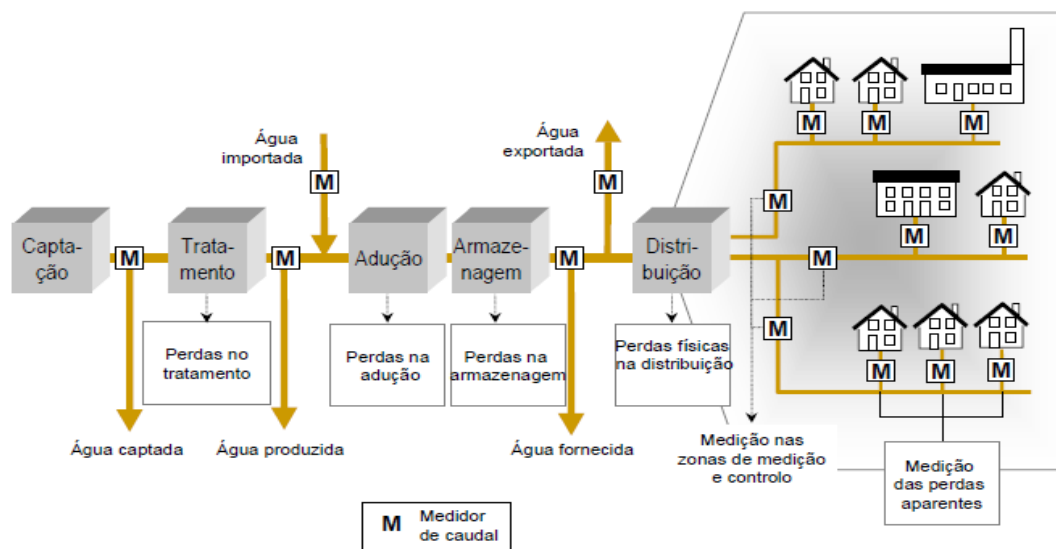 Água
importada
M
Água
exportada
M
M
M
M
M
M
M
Capta-
ção
M
Trata-
mento
M
Adução
Armaze-
nagem
M
Distri-
buição
M
M
M
M
Perdas no
tratamento
Perdas na
adução
Perdas na
armazenagem
Perdas físicas
na distribuição
M
M
M
Água captada
Água produzida
Água fornecida
Medição nas
zonas de medição
e controlo
Medição
das perdas
aparentes
M Medidor
de caudal